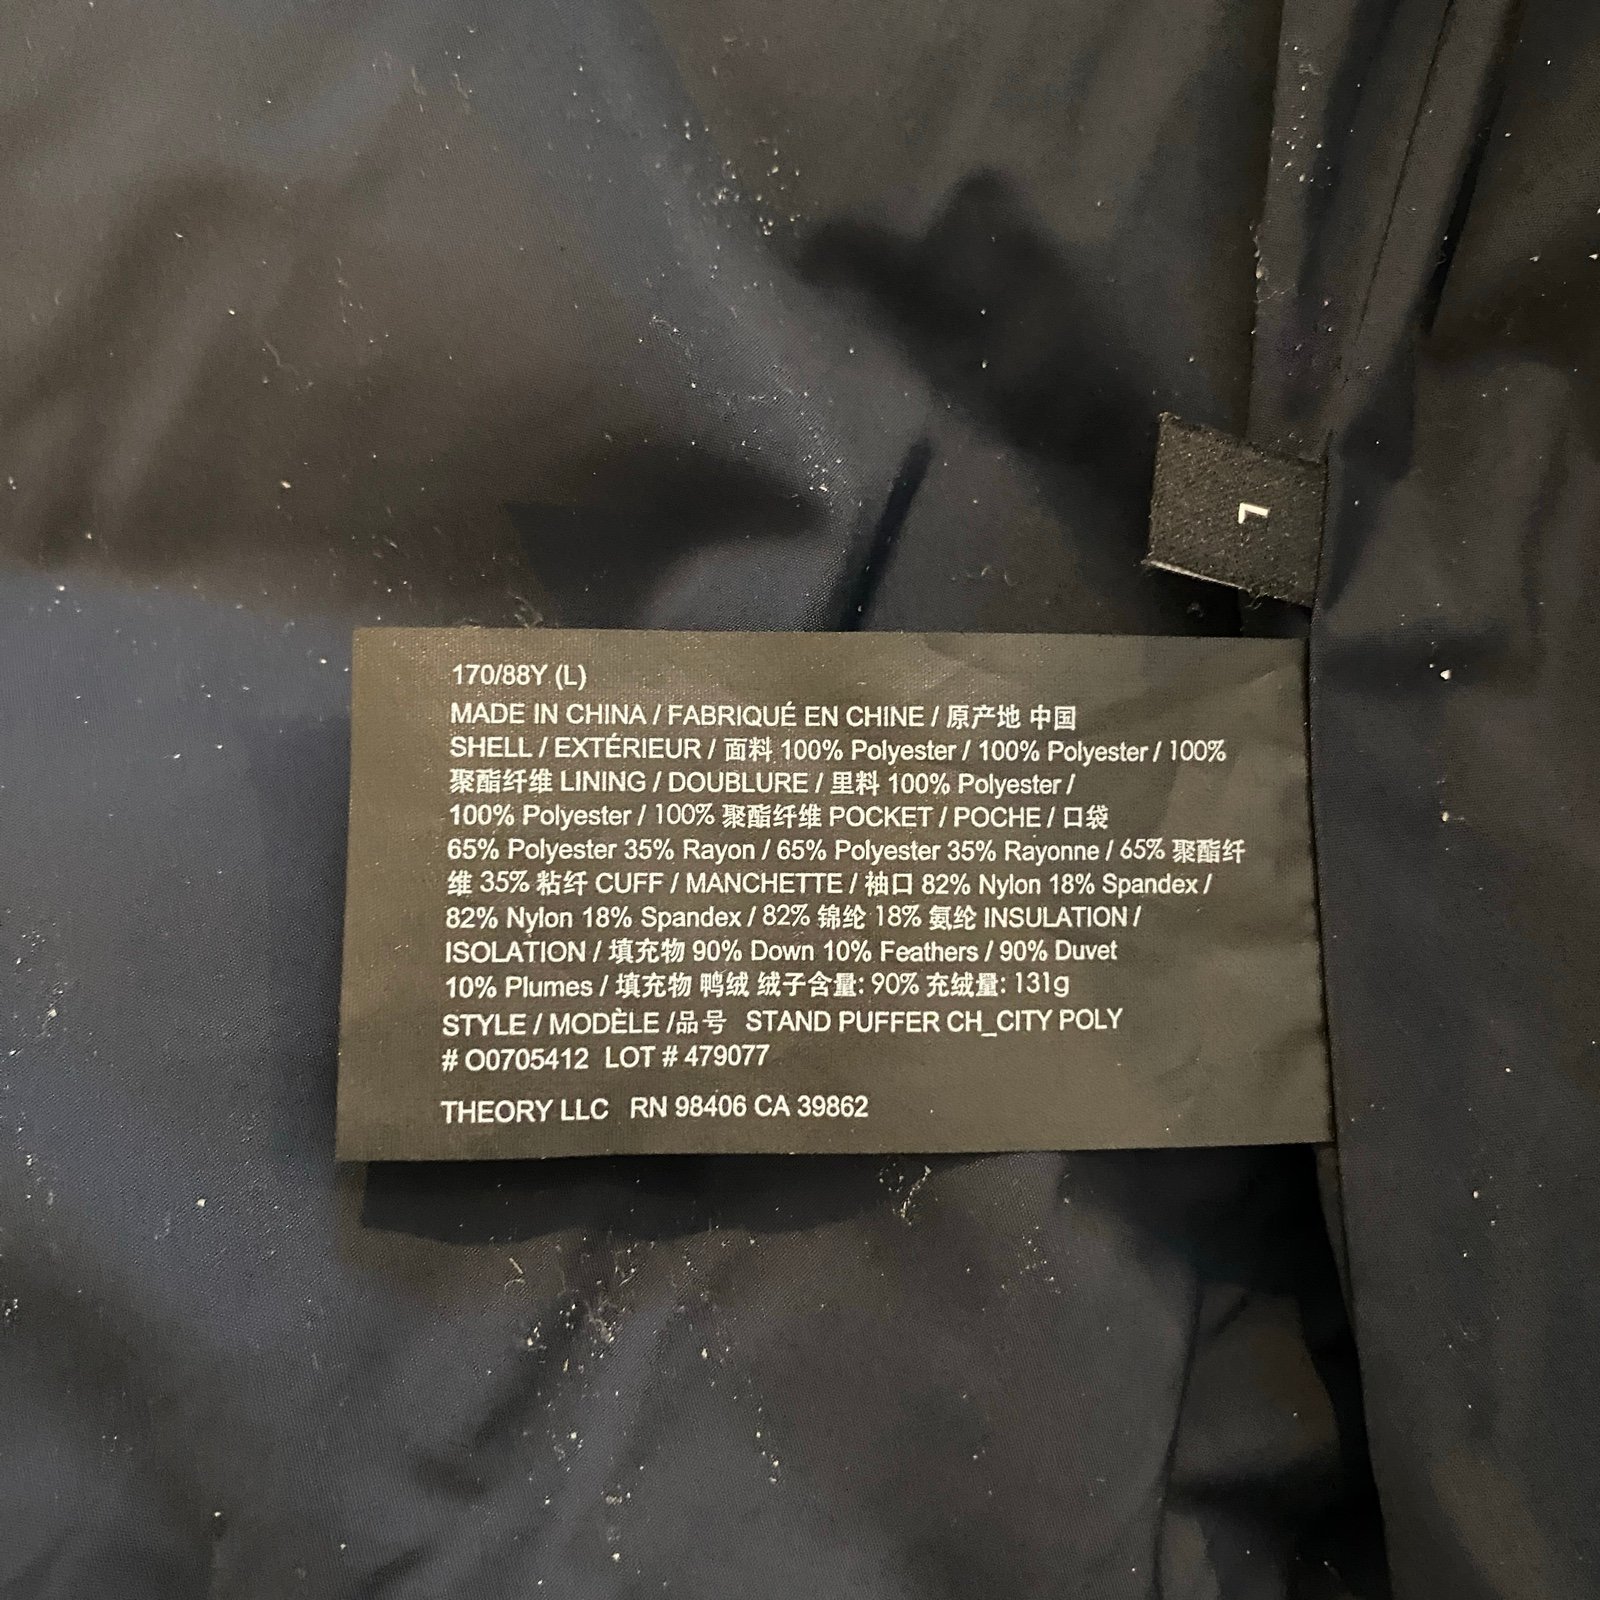 L
170/88Y (L)
MADE IN CHINA / FABRIQUÉ EN CHINE / 原产地 中国
SHELL / EXTÉRIEUR / 面料 100% Polyester / 100% Polyester / 100%
聚酯纤维 LINING / DOUBLURE / 里料 100% Polyester /
100% Polyester / 100% 聚酯纤维 POCKET / POCHE / 口袋
65% Polyester 35% Rayon / 65% Polyester 35% Rayonne / 65% 聚酯纤
维 35% 粘纤 CUFF / MANCHETTE / 袖口 82% Nylon 18% Spandex /
82% Nylon 18% Spandex / 82% 锦纶 18% 氨纶 INSULATION /
ISOLATION / 填充物 90% Down 10% Feathers / 90% Duvet
10% Plumes / 填充物 鸭绒 绒子含量: 90% 充绒量: 131g
STYLE / MODÈLE /品号 STAND PUFFER CH_CITY POLY
# O0705412 LOT # 479077
THEORY LLC RN 98406 CA 39862